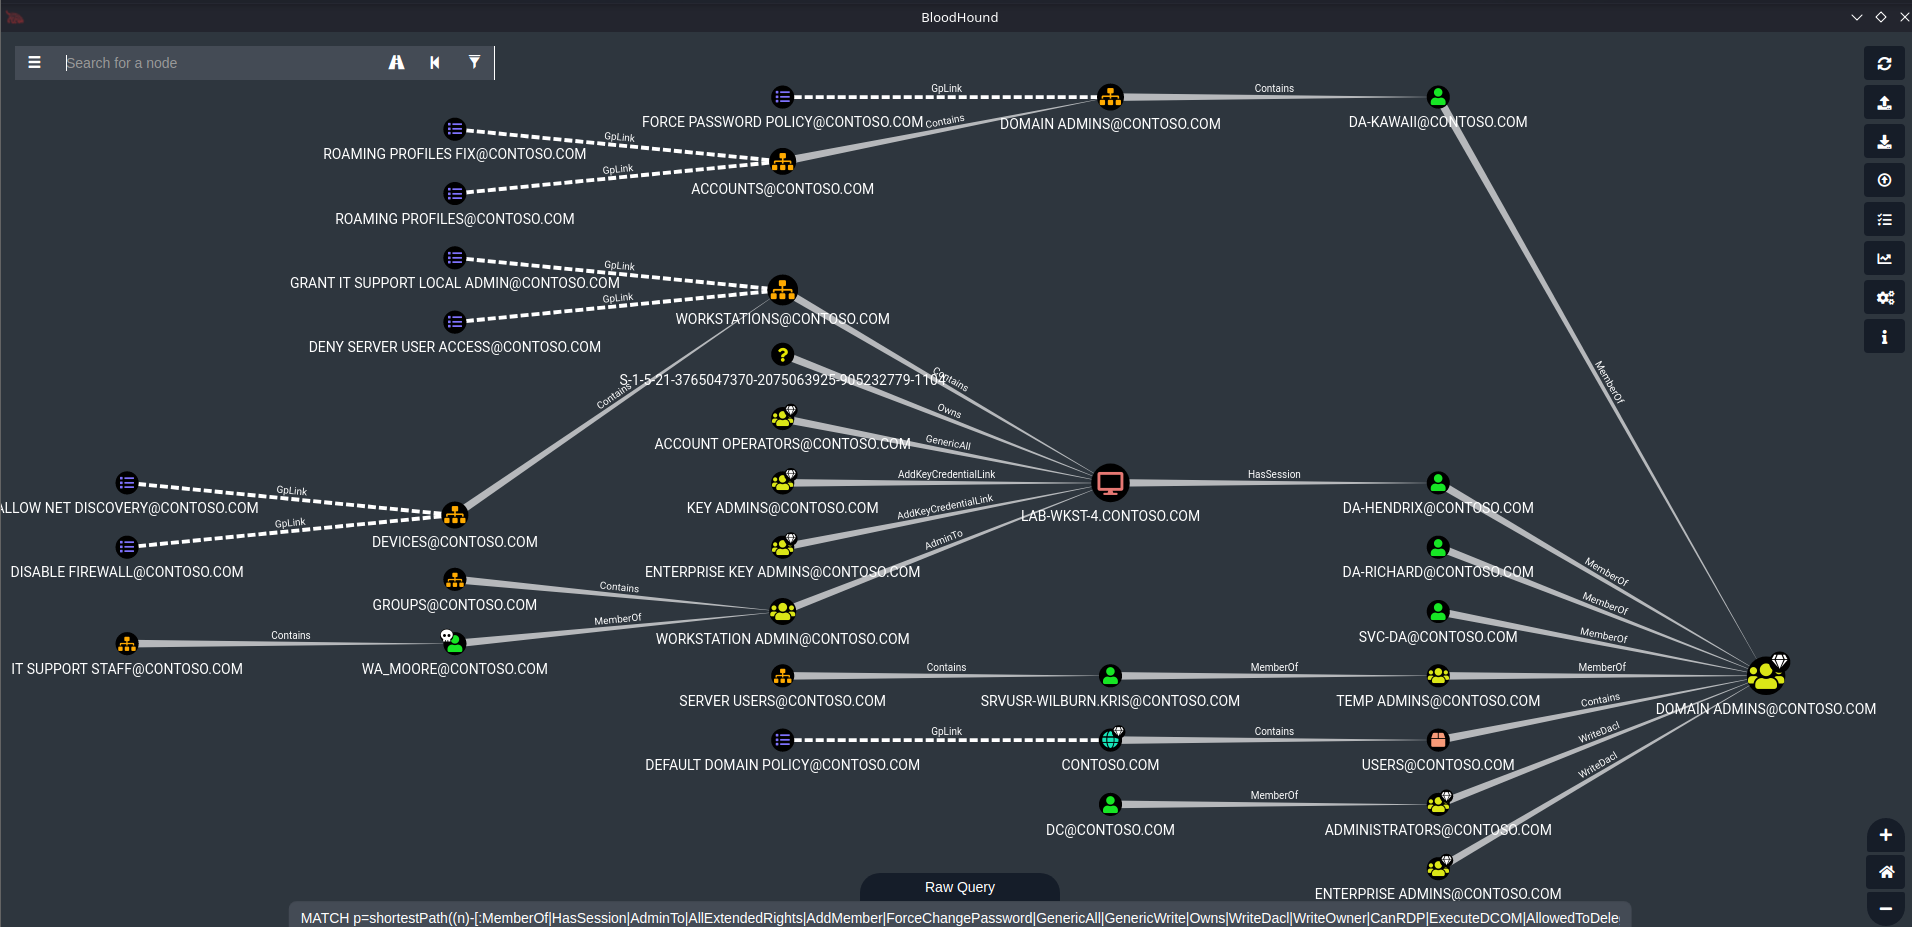 BloodHound
Search for a node
GpLink
Contains
FORCE PASSWORD POLICY@CONTOSO.COM
Contains
DOMAIN ADMINS@CONTOSO.COM
DA-KAWAII@CONTOSO.COM
GpLink
ROAMING PROFILES FIX@CONTOSO.COM
GpLink
ACCOUNTS@CONTOSO.COM
ROAMING PROFILES@CONTOSO.COM
GpLink
GRANT IT SUPPORT LOCAL ADMIN@CONTOSO.COM
GpLink
WORKSTATIONS@CONTOSO.COM
DENY SERVER USER ACCESS@CONTOSO.COM
S-1-5-21-3765047370-2075063925-905232779-1104
Contains
MemberOf
Contains
Owns
ACCOUNT OPERATORS@CONTOSO.COM
GenericAll
AddKeyCredentialLink
HasSession
GpLink
ALLOW NET DISCOVERY@CONTOSO.COM
KEY ADMINS@CONTOSO.COM
AddKeyCredentialLink
LAB-WKST-4.CONTOSO.COM
DA-HENDRIX@CONTOSO.COM
GpLink
DEVICES@CONTOSO.COM
AdminTo
DISABLE FIREWALL@CONTOSO.COM
ENTERPRISE KEY ADMINS@CONTOSO.COM
DA-RICHARD@CONTOSO.COM
MemberOf
Contains
GROUPS@CONTOSO.COM
MemberOf
MemberOf
Contains
WORKSTATION ADMIN@CONTOSO.COM
SVC-DA@CONTOSO.COM
MemberOf
IT SUPPORT STAFF@CONTOSO.COM
WA_MOORE@CONTOSO.COM
Contains
MemberOf
MemberOf
SERVER USERS@CONTOSO.COM
SRVUSR-WILBURN.KRIS@CONTOSO.COM
TEMP ADMINS@CONTOSO.COM
Contains
DOMAIN ADMINS@CONTOSO.COM
GpLink
Contains
WriteDacl
DEFAULT DOMAIN POLICY@CONTOSO.COM
CONTOSO.COM
USERS@CONTOSO.COM
WriteDacl
MemberOf
DC@CONTOSO.COM
ADMINISTRATORS@CONTOSO.COM
ENTERPRISE ADMINS@CONTOSO.COM
Raw Query
MATCH p=shortestPath((n)-[:MemberOf|HasSession|AdminTo|AllExtendedRights|AddMember|ForceChangePassword|GenericAll|GenericWrite|Owns|WriteDacl|WriteOwner|CanRDP|ExecuteDCOM|AllowedToDele